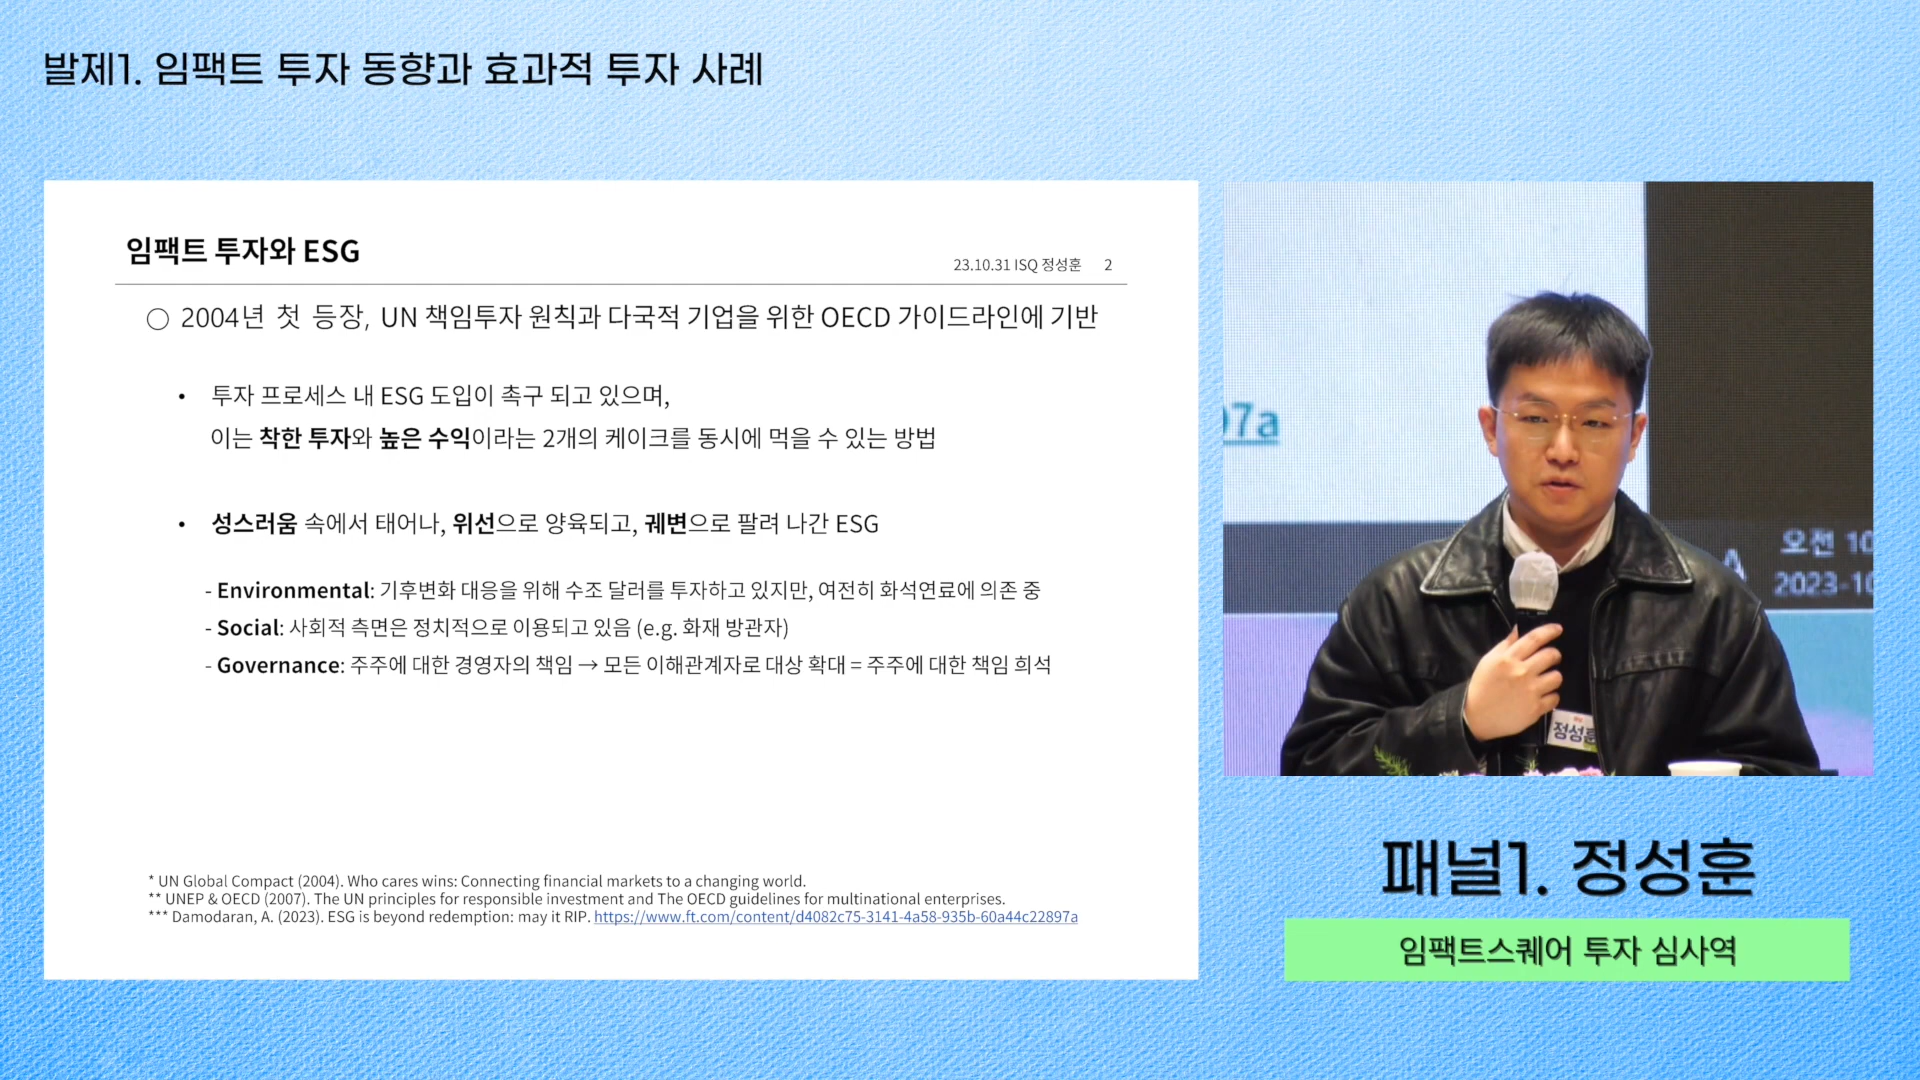 발제1. 임팩트 투자 동향과 효과적 투자 사례
임팩트 투자와 ESG
23.10.31 ISQ 정성훈 2
○ 2004년 첫 등장, UN 책임투자 원칙과 다국적 기업을 위한 OECD 가이드라인에 기반
• 투자 프로세스 내 ESG 도입이 촉구 되고 있으며,
이는 착한 투자와 높은 수익이라는 2개의 케이크를 동시에 먹을 수 있는 방법
• 성스러움 속에서 태어나, 위선으로 양육되고, 궤변으로 팔려 나간 ESG
- Environmental: 기후변화 대응을 위해 수조 달러를 투자하고 있지만, 여전히 화석연료에 의존 중
- Social: 사회적 측면은 정치적으로 이용되고 있음 (e.g. 화재 방관자)
- Governance: 주주에 대한 경영자의 책임 → 모든 이해관계자로 대상 확대 = 주주에 대한 책임 희석
* UN Global Compact (2004). Who cares wins: Connecting financial markets to a changing world.
** UNEP & OECD (2007). The UN principles for responsible investment and The OECD guidelines for multinational enterprises.
*** Damodaran, A. (2023). ESG is beyond redemption: may it RIP. https://www.ft.com/content/d4082c75-3141-4a58-935b-60a44c22897a
97a
오전 10
2023-10
정성훈
패널1. 정성훈
임팩트스퀘어 투자 심사역